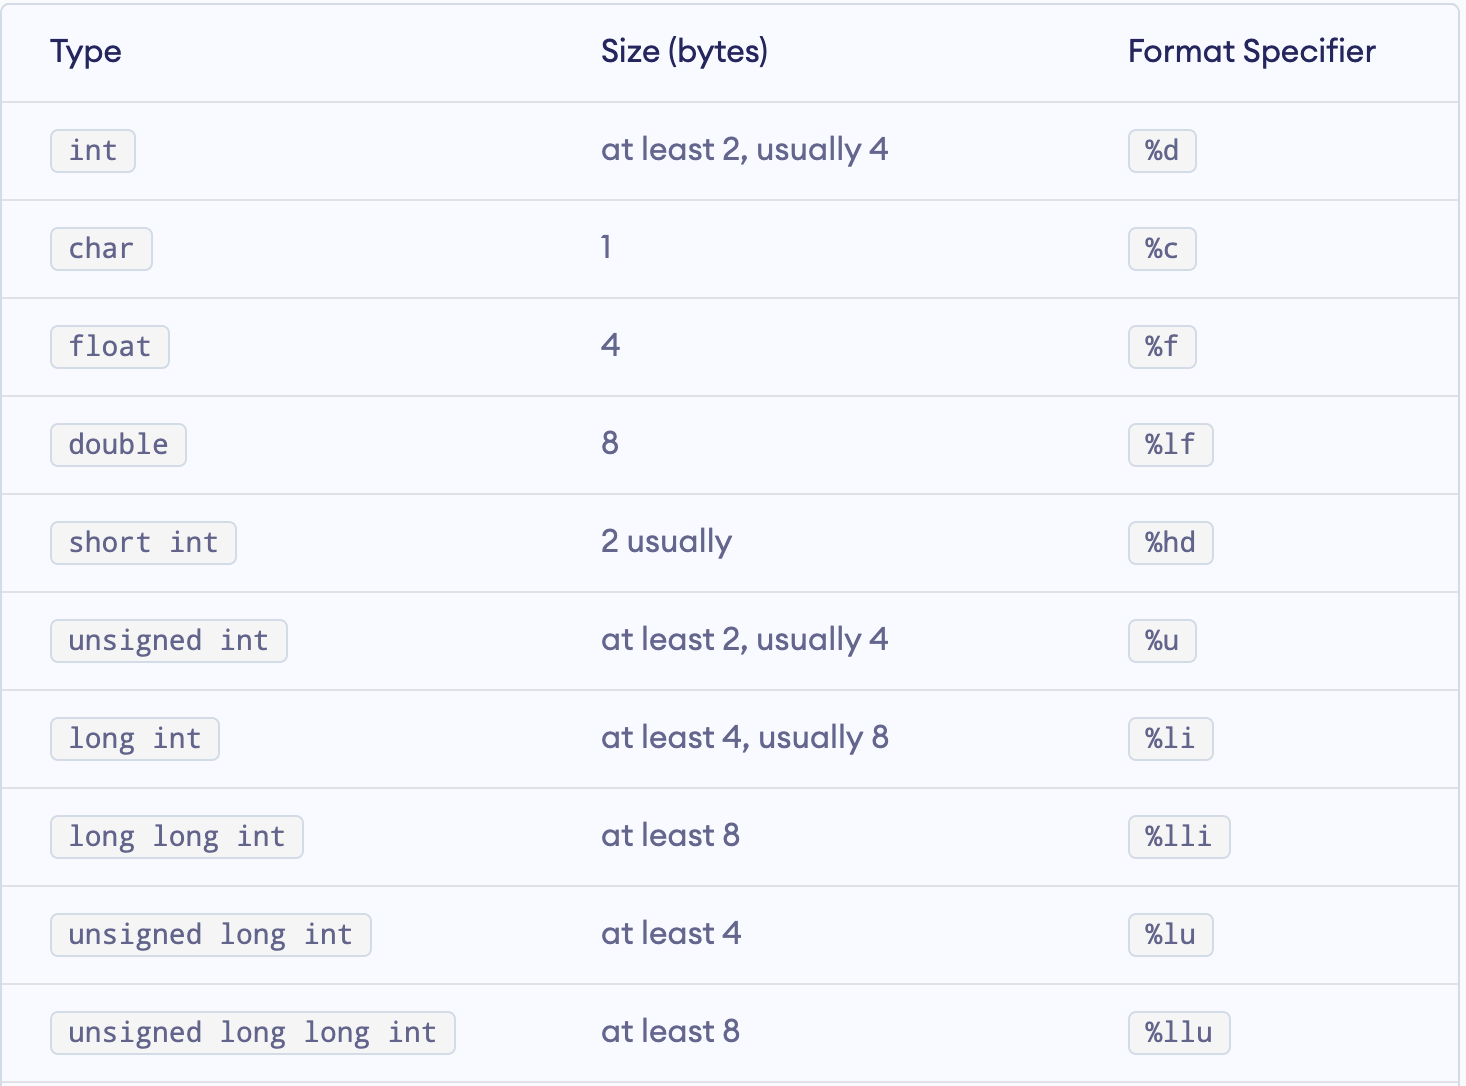 Type Size (bytes) Format Specifier
int at least 2, usually 4 %d
char 1 %c
float 4 %f
double 8 %lf
short int 2 usually %hd
unsigned int at least 2, usually 4 %u
long int at least 4, usually 8 %li
long long int at least 8 %lli
unsigned long int at least 4 %lu
unsigned long long int at least 8 %llu